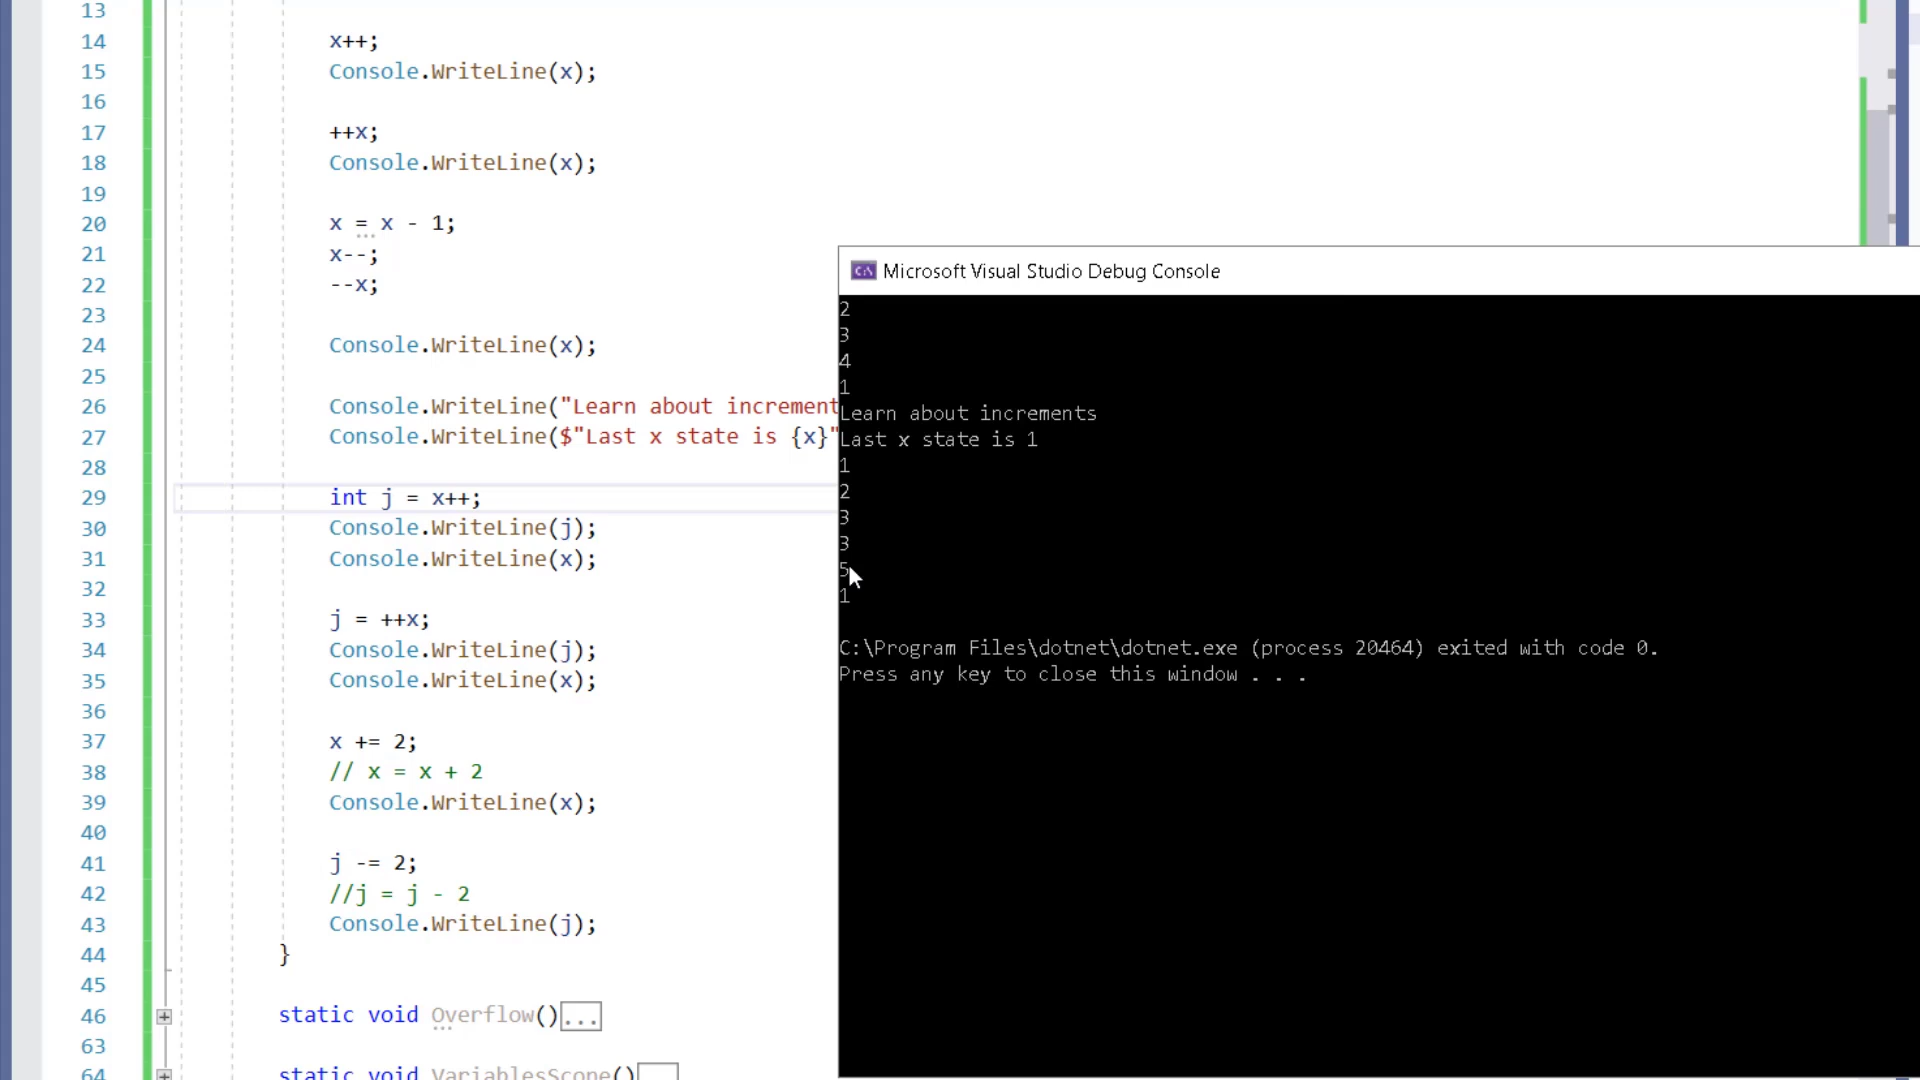 13
14 x++;
15 Console.WriteLine(x);
16
17 ++x;
18 Console.WriteLine(x);
19
20 x = x - 1;
21 x--;
22 --x;
23
24 Console.WriteLine(x);
25
26 Console.WriteLine("Learn about increment
27 Console.WriteLine($"Last x state is {x}"
28
29 int j = x++;
30 Console.WriteLine(j);
31 Console.WriteLine(x);
32
33 j = ++x;
34 Console.WriteLine(j);
35 Console.WriteLine(x);
36
37 x += 2;
38 // x = x + 2
39 Console.WriteLine(x);
40
41 j -= 2;
42 //j = j - 2
43 Console.WriteLine(j);
44 }
45
46 static void Overflow()...
63
64 static void VariablesScope()
Microsoft Visual Studio Debug Console
2
3
4
1
Learn about increments
Last x state is 1
1
2
3
3
5
1
C:\Program Files\dotnet\dotnet.exe (process 20464) exited with code 0.
Press any key to close this window . . .